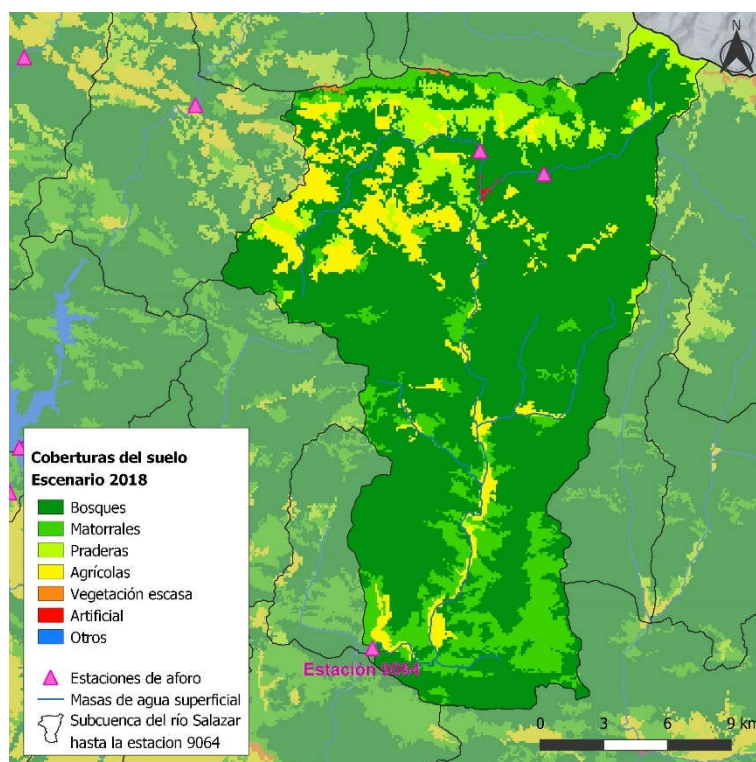 N
Coberturas del suelo
Escenario 2018
Bosques
Matorrales
Praderas
Agrícolas
Vegetación escasa
Artificial
Otros
Estaciones de aforo
Masas de agua superficial
Subcuenca del río Salazar
hasta la estacion 9064
Estación 9064
0 3 6 9 km